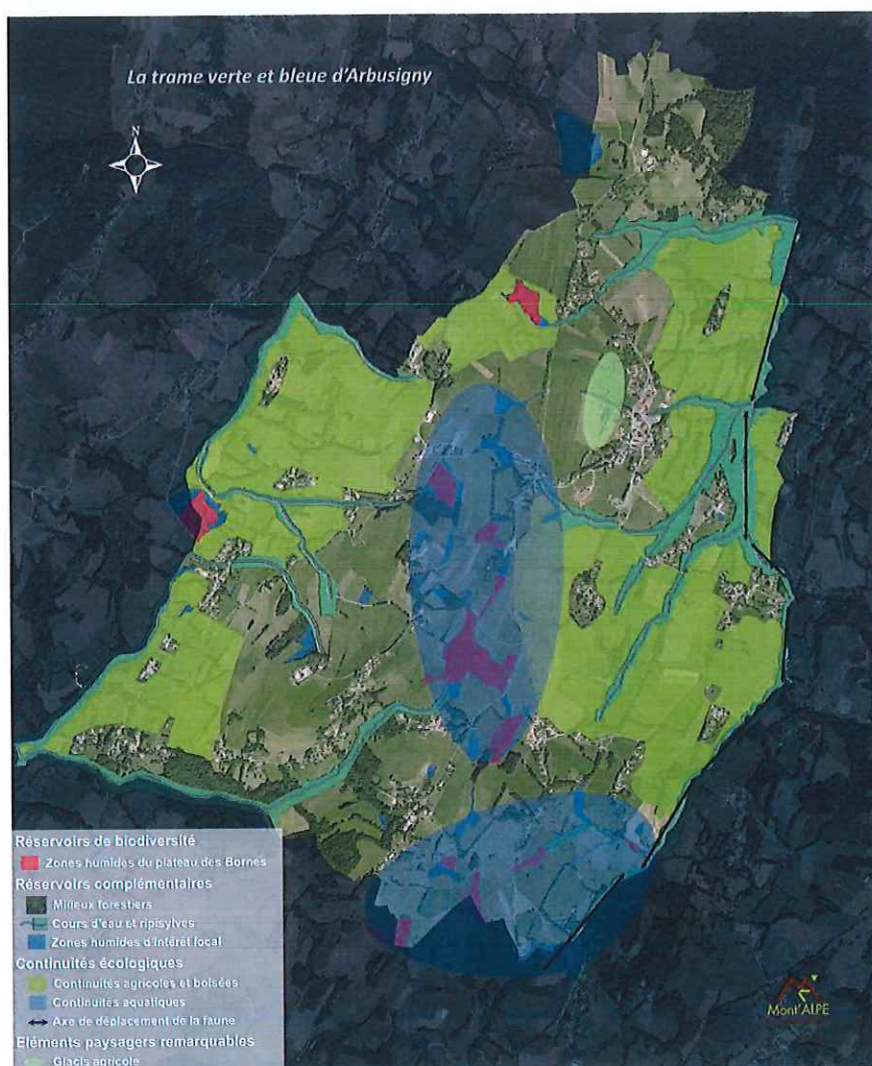 La trame verte et bleue d'Arbusigny
N
Réservoirs de biodiversité
Zones humides du plateau des Bornes
Réservoirs complémentaires
Milieux forestiers
Cours d'eau et ripisylves
Zones humides d'intérêt local
Continuités écologiques
Continuités agricoles et boisées
Continuités aquatiques
Axe de déplacement de la faune
Eléments paysagers remarquables
Glacis agricole
Mont'ALPE